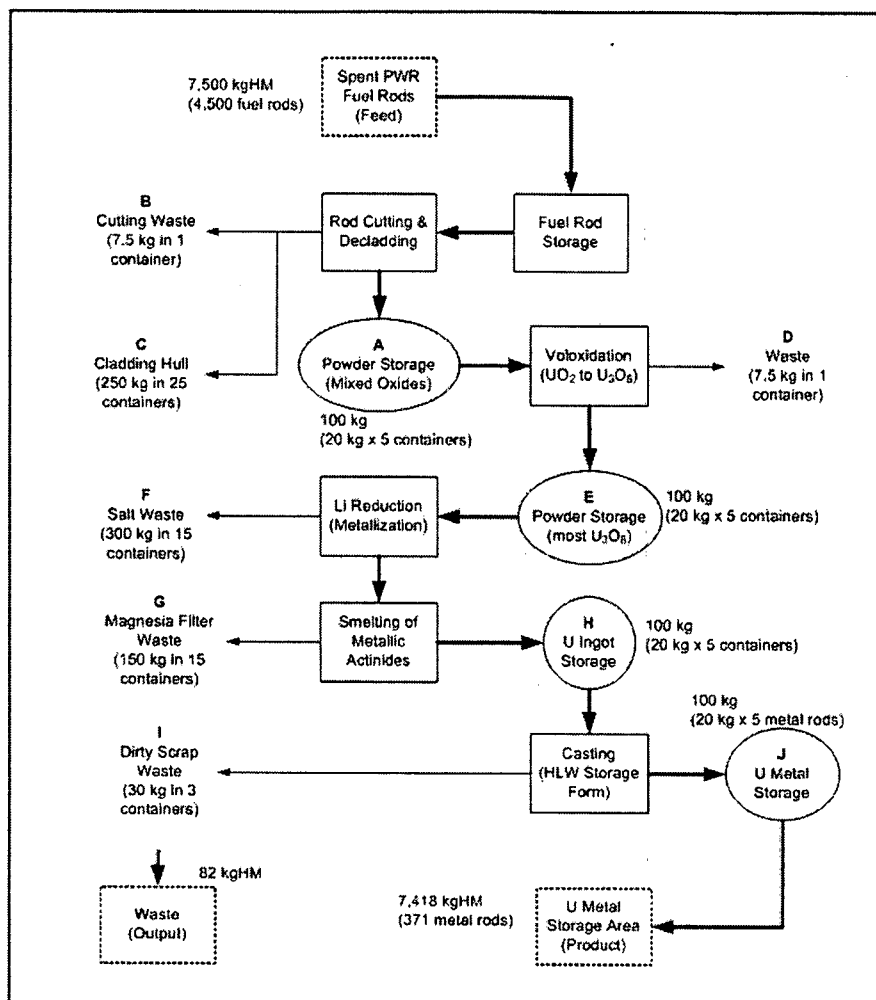 7,500 kgHM
(4,500 fuel rods)
Spent PWR
Fuel Rods
(Feed)
B
Cutting Waste
(7.5 kg in 1
container)
Rod Cutting &
Decladding
Fuel Rod
Storage
C
Cladding Hull
(250 kg in 25
containers)
A
Powder Storage
(Mixed Oxides)
100 kg
(20 kg x 5 containers)
Voloxidation
(UO2 to U3O8)
D
Waste
(7.5 kg in 1
container)
F
Salt Waste
(300 kg in 15
containers)
Li Reduction
(Metallization)
E
Powder Storage
(most U3O8)
100 kg
(20 kg x 5 containers)
G
Magnesia Filter
Waste
(150 kg in 15
containers)
Smelting of
Metallic
Actinides
H
U Ingot
Storage
100 kg
(20 kg x 5 containers)
100 kg
(20 kg x 5 metal rods)
I
Dirty Scrap
Waste
(30 kg in 3
containers)
Casting
(HLW Storage
Form)
J
U Metal
Storage
82 kgHM
Waste
(Output)
7,418 kgHM
(371 metal rods)
U Metal
Storage Area
(Product)